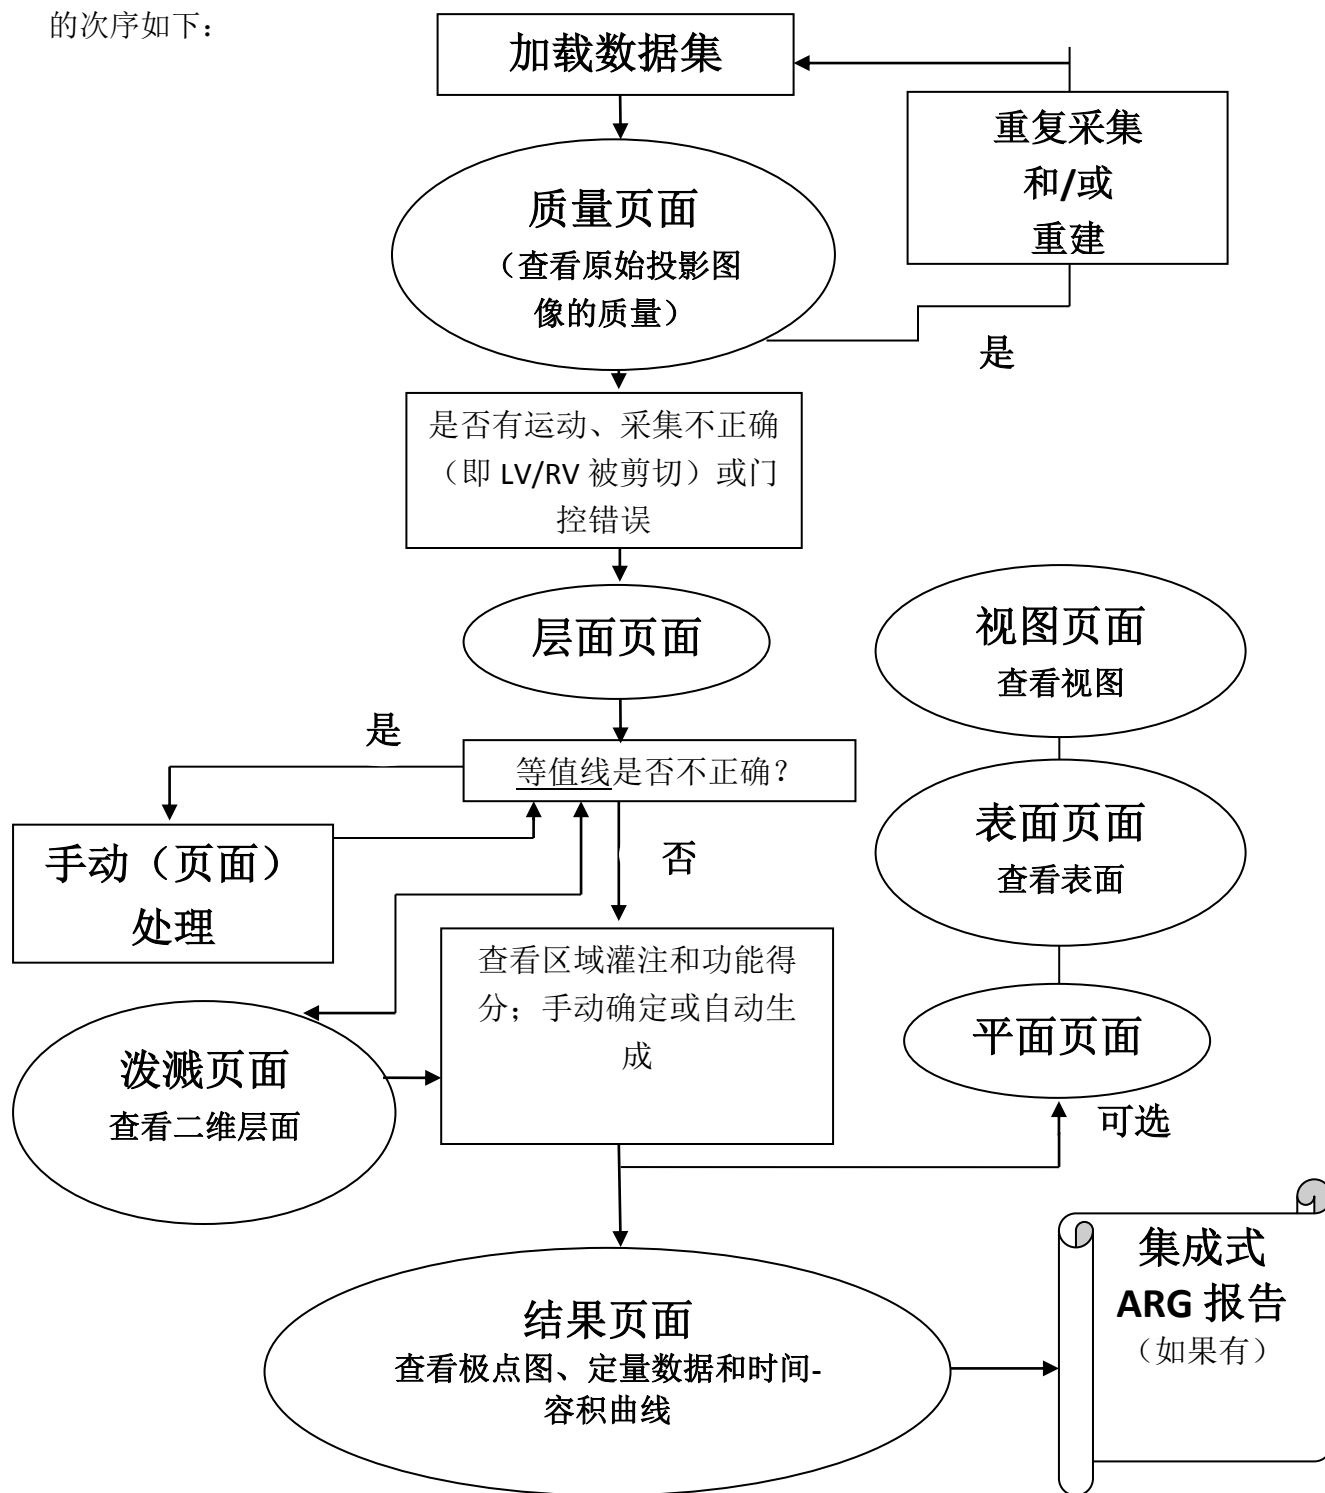 的次序如下：
加载数据集
重复采集
和/或
重建
质量页面
（查看原始投影图
像的质量）
是
是否有运动、采集不正确
（即 LV/RV 被剪切）或门
控错误
层面页面
视图页面
查看视图
是
等值线是否不正确？
表面页面
查看表面
手动（页面）
处理
否
查看区域灌注和功能得
分；手动确定或自动生
成
平面页面
泼溅页面
查看二维层面
可选
集成式
ARG 报告
（如果有）
结果页面
查看极点图、定量数据和时间-
容积曲线